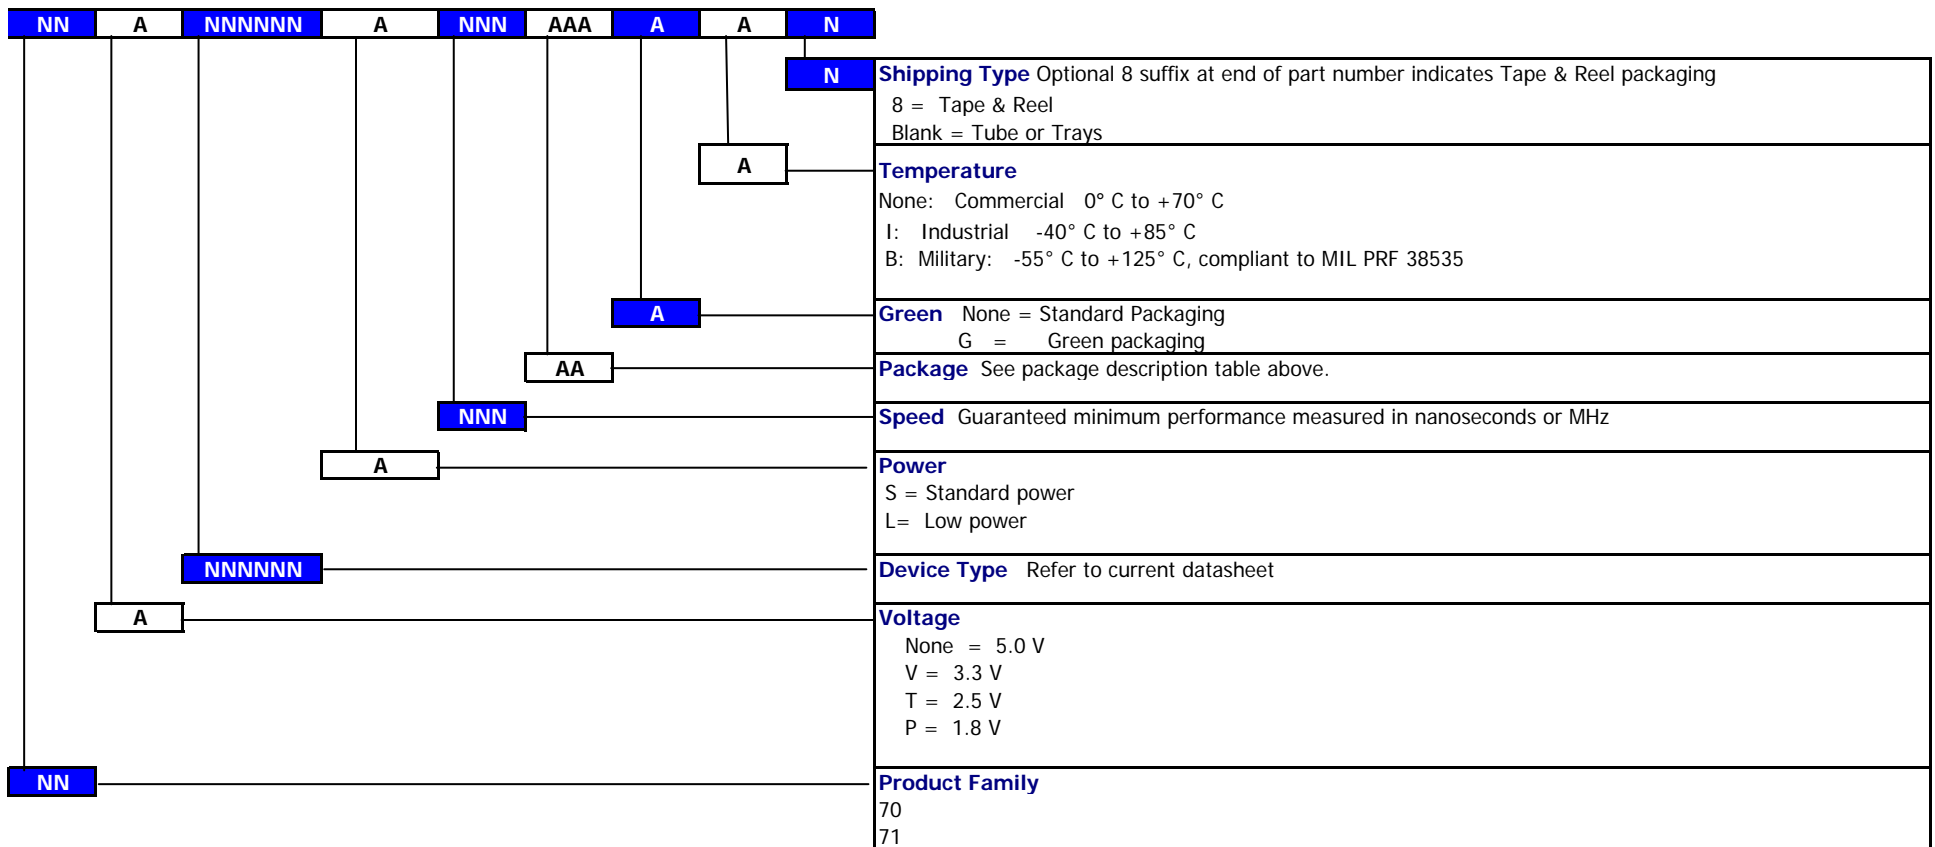 NN A NNNNNN A NNN AAA A A N
N Shipping Type Optional 8 suffix at end of part number indicates Tape & Reel packaging
8 = Tape & Reel
Blank = Tube or Trays
A Temperature
None: Commercial 0° C to +70° C
I: Industrial -40° C to +85° C
B: Military: -55° C to +125° C, compliant to MIL PRF 38535
A Green None = Standard Packaging
G = Green packaging
AA Package See package description table above.
NNN Speed Guaranteed minimum performance measured in nanoseconds or MHz
A Power
S = Standard power
L= Low power
NNNNNN Device Type Refer to current datasheet
A Voltage
None = 5.0 V
V = 3.3 V
T = 2.5 V
P = 1.8 V
NN Product Family
70
71